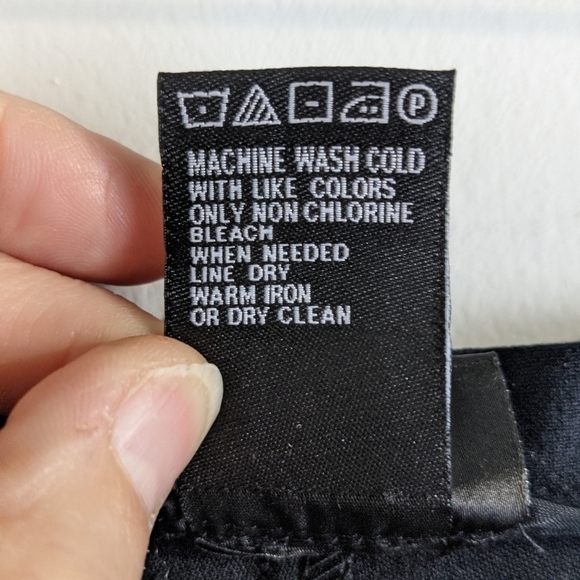 P
MACHINE WASH COLD
WITH LIKE COLORS
ONLY NON CHLORINE
BLEACH
WHEN NEEDED
LINE DRY
WARM IRON
OR DRY CLEAN